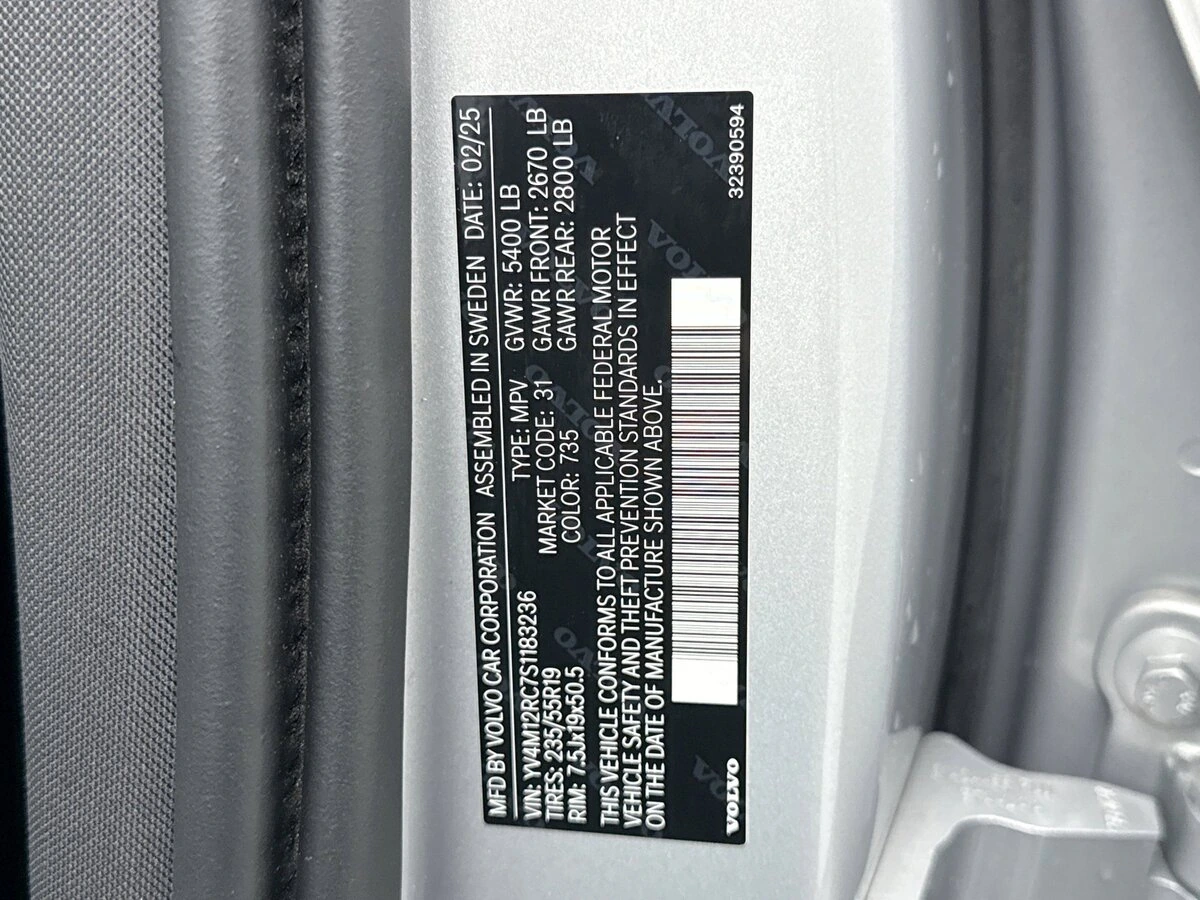 MFD BY VOLVO CAR CORPORATION ASSEMBLED IN SWEDEN DATE: 02/25
VIN: YV4M12RC7S1183236 TYPE: MPV GVWR: 5400 LB
TIRES: 235/55R19 MARKET CODE: 31 GAWR FRONT: 2670 LB
RIM: 7.5Jx19x50.5 COLOR: 735 GAWR REAR: 2800 LB
THIS VEHICLE CONFORMS TO ALL APPLICABLE FEDERAL MOTOR
VEHICLE SAFETY AND THEFT PREVENTION STANDARDS IN EFFECT
ON THE DATE OF MANUFACTURE SHOWN ABOVE.
VOLVO 32390594